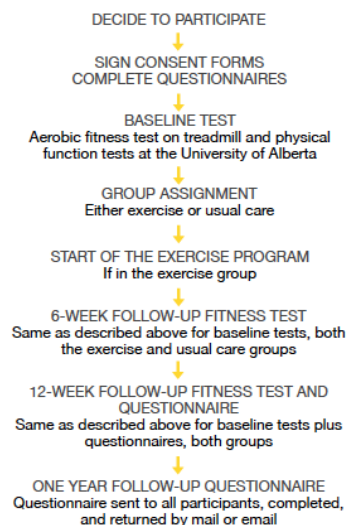 DECIDE TO PARTICIPATE
SIGN CONSENT FORMS
COMPLETE QUESTIONNAIRES
BASELINE TEST
Aerobic fitness test on treadmill and physical
function tests at the University of Alberta
GROUP ASSIGNMENT
Either exercise or usual care
START OF THE EXERCISE PROGRAM
If in the exercise group
6-WEEK FOLLOW-UP FITNESS TEST
Same as described above for baseline tests, both
the exercise and usual care groups
12-WEEK FOLLOW-UP FITNESS TEST AND
QUESTIONNAIRE
Same as described above for baseline tests plus
questionnaires, both groups
ONE YEAR FOLLOW-UP QUESTIONNAIRE
Questionnaire sent to all participants, completed,
and returned by mail or email